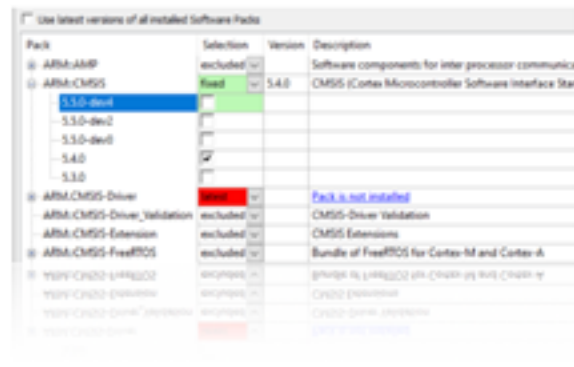 Use latest versions of all installed Software Packs
Pack Selection Version Description
ARM::AMP excluded Software components for inter processor communica
ARM::CMSIS fixed 5.4.0 CMSIS (Cortex Microcontroller Software Interface Star
5.5.0-dev4
5.5.0-dev2
5.5.0-dev0
5.4.0
5.3.0
ARM::CMSIS-Driver latest Pack is not installed
ARM::CMSIS-Driver_Validation excluded CMSIS-Driver Validation
ARM::CMSIS-Extension excluded CMSIS Extensions
ARM::CMSIS-FreeRTOS excluded Bundle of FreeRTOS for Cortex-M and Cortex-A